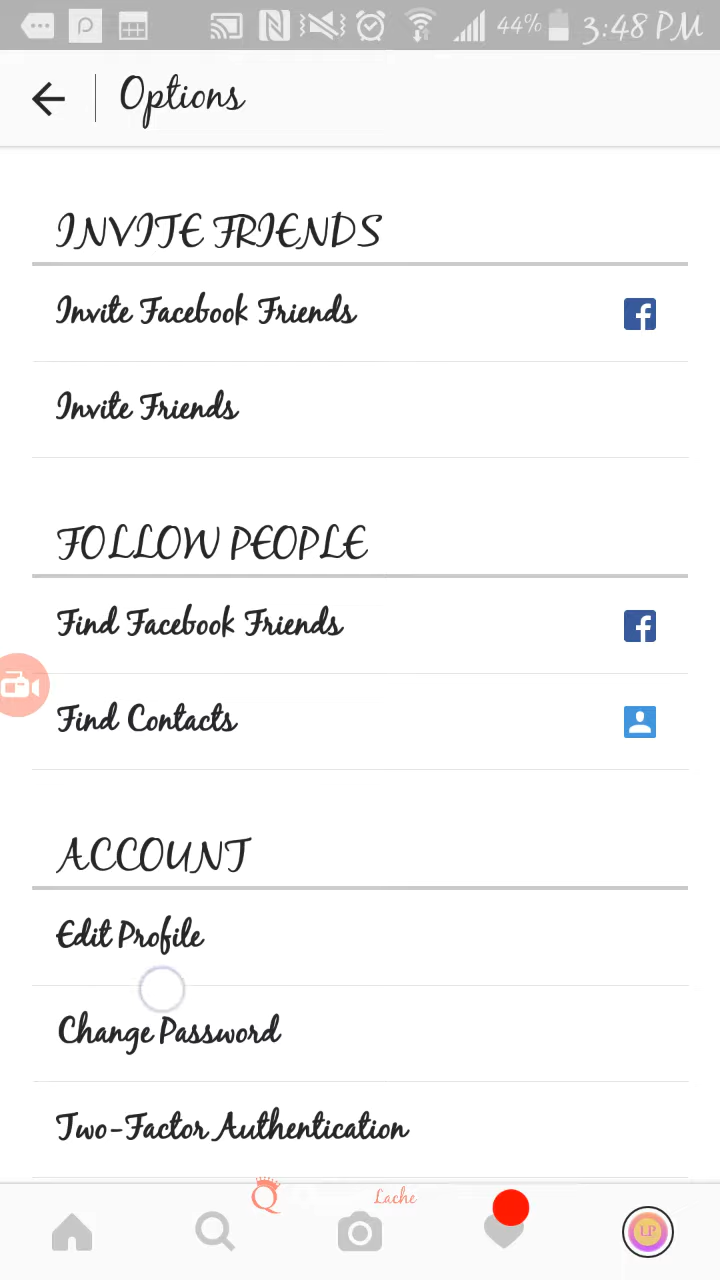 44% 3:48 PM
Options
INVITE FRIENDS
Invite Facebook Friends
Invite Friends
FOLLOW PEOPLE
Find Facebook Friends
Find Contacts
ACCOUNT
Edit Profile
Change Password
Two-Factor Authentication
Q Lache
LP